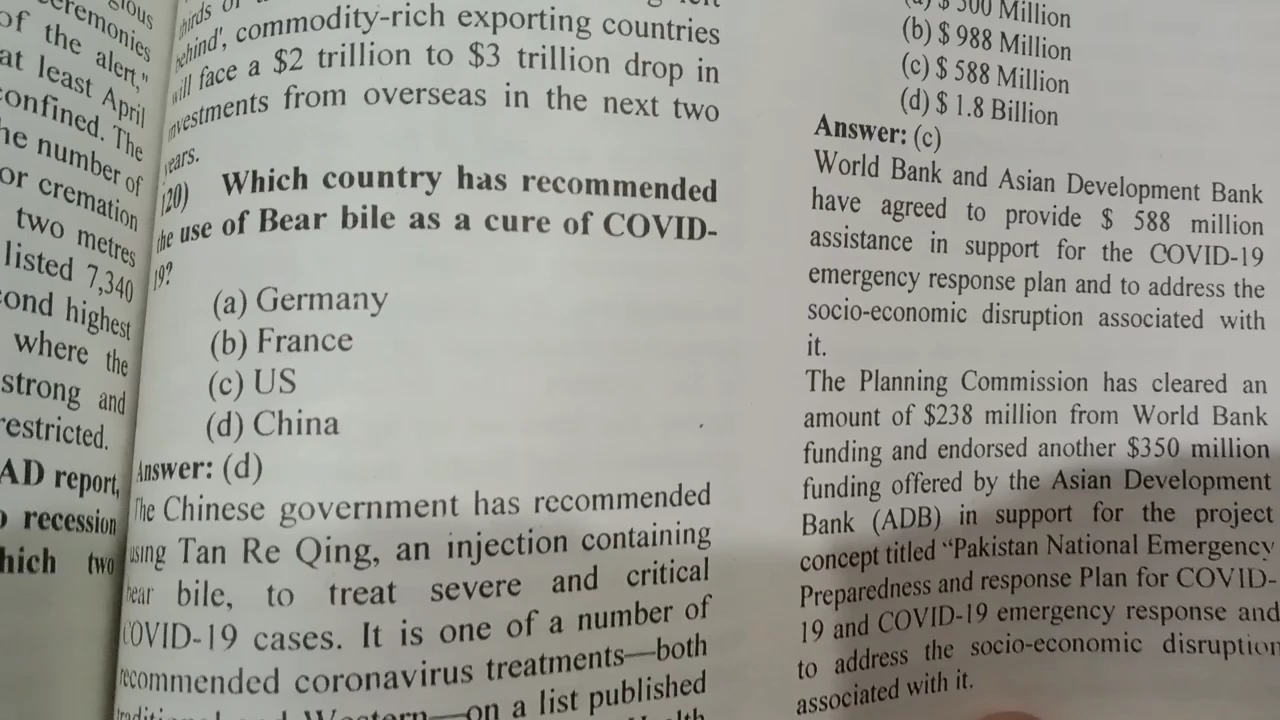 of the alert,"
at least April
confined. The
he number of
or cremation
two metres
listed 7,340
cond highest
where the
strong and
restricted.
AD report,
recession
hich two
thirds of
behind', commodity-rich exporting countries
will face a $2 trillion to $3 trillion drop in
investments from overseas in the next two
years.
120) Which country has recommended
the use of Bear bile as a cure of COVID-
19?
(a) Germany
(b) France
(c) US
(d) China
Answer: (d)
The Chinese government has recommended
using Tan Re Qing, an injection containing
bear bile, to treat severe and critical
COVID-19 cases. It is one of a number of
recommended coronavirus treatments—both
on a list published
(a) $ 500 Million
(b) $ 988 Million
(c) $ 588 Million
(d) $ 1.8 Billion
Answer: (c)
World Bank and Asian Development Bank
have agreed to provide $ 588 million
assistance in support for the COVID-19
emergency response plan and to address the
socio-economic disruption associated with
it.
The Planning Commission has cleared an
amount of $238 million from World Bank
funding and endorsed another $350 million
funding offered by the Asian Development
Bank (ADB) in support for the project
concept titled “Pakistan National Emergency
Preparedness and response Plan for COVID-
19 and COVID-19 emergency response and
to address the socio-economic disruption
associated with it.